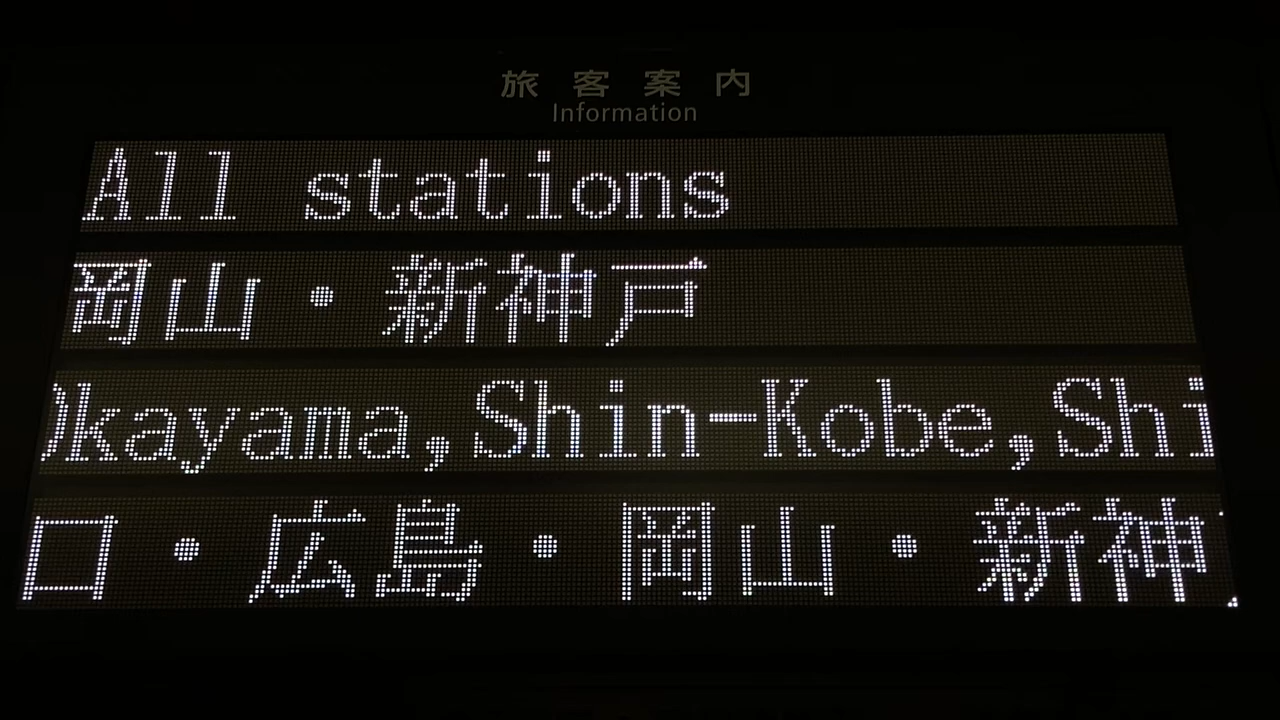 旅客案内
Information
All stations
岡山・新神戸
Okayama,Shin-Kobe,Shi
口・広島・岡山・新神